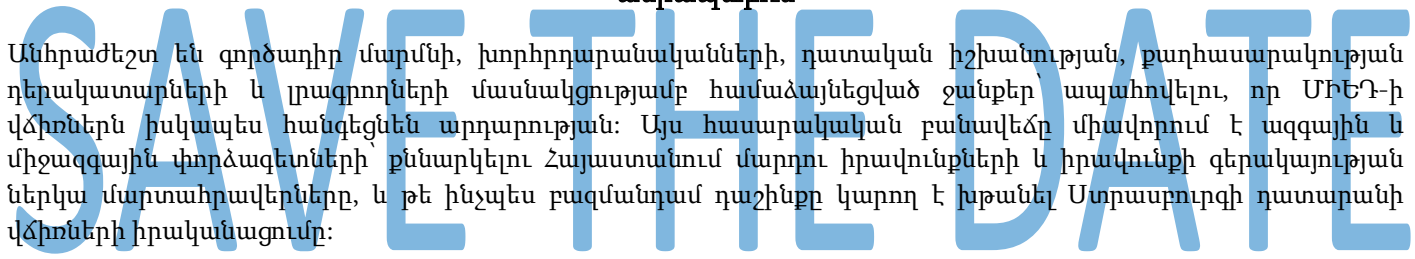 SAVE THE DATE
Անհրաժեշտ են գործադիր մարմնի, խորհրդարանականների, դատական իշխանության, քաղհասարակության
դերակատարների և լրագրողների մասնակցությամբ համաձայնեցված ջանքեր՝ ապահովելու, որ ՄԻԵԴ-ի
վճիռներն իսկապես հանգեցնեն արդարության: Այս հասարակական բանավեճը միավորում է ազգային և
միջազգային փորձագետների՝ քննարկելու Հայաստանում մարդու իրավունքների և իրավունքի գերակայության
ներկա մարտահրավերները, և թե ինչպես բազմանդամ դաշինքը կարող է խթանել Ստրասբուրգի դատարանի
վճիռների իրականացումը: